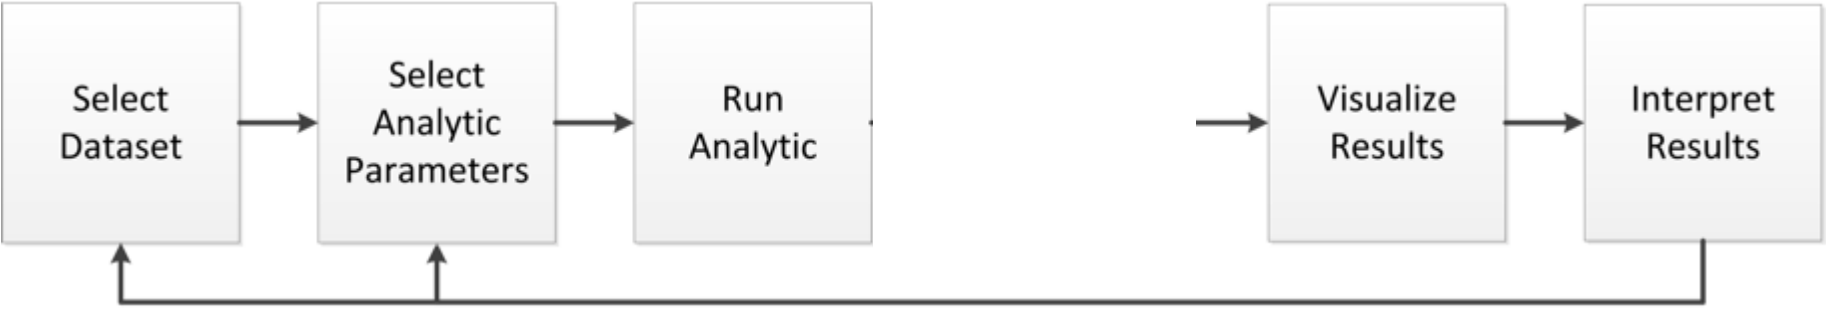 Select
Dataset
Select
Analytic
Parameters
Run
Analytic
Visualize
Results
Interpret
Results